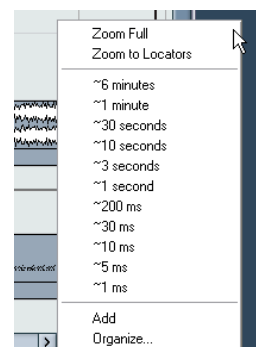 Zoom Full
Zoom to Locators
~6 minutes
~1 minute
~30 seconds
~10 seconds
~3 seconds
~1 second
~200 ms
~30 ms
~10 ms
~5 ms
~1 ms
Add
Organize...